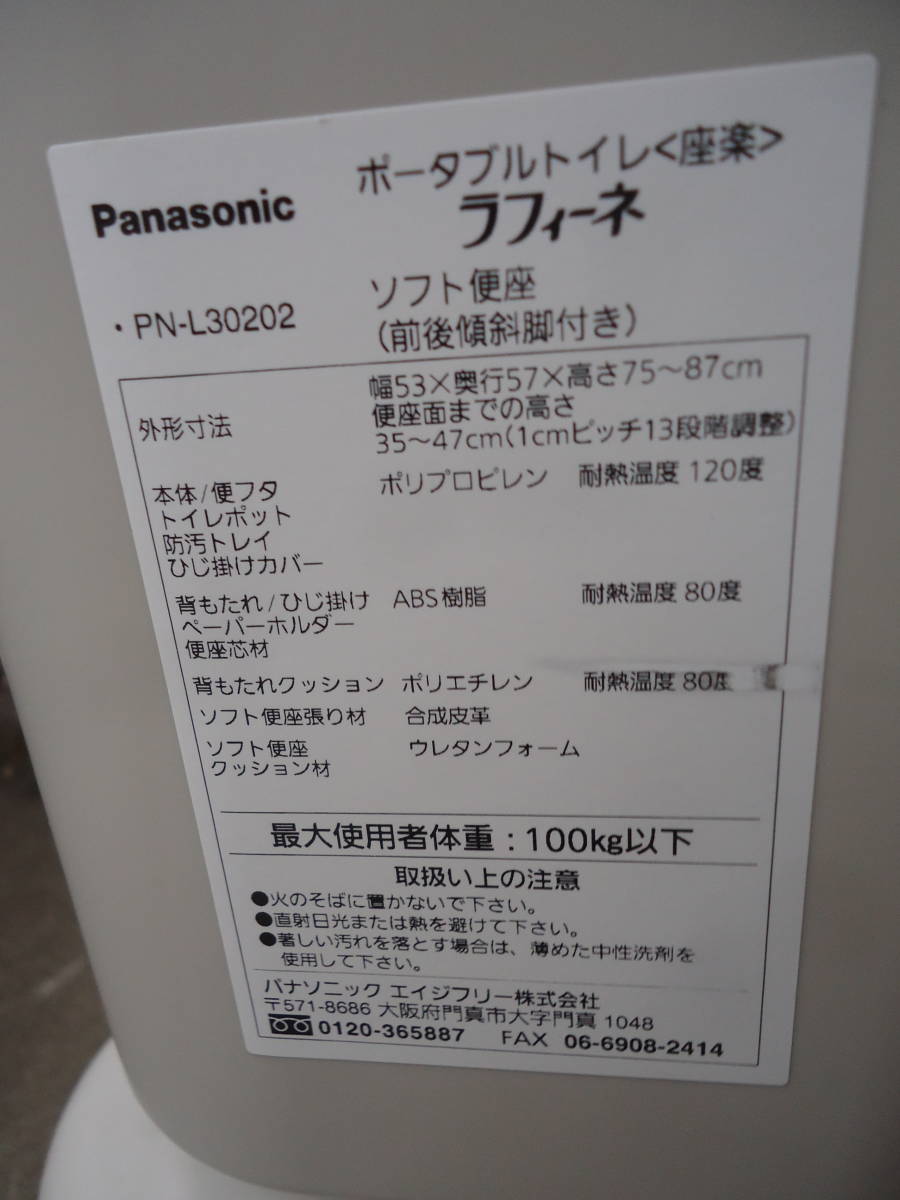 Panasonic
ポータブルトイレ<座楽>
ラフィーネ
・PN-L30202
ソフト便座
(前後傾斜脚付き)
外形寸法
幅53×奥行57×高さ75～87cm
便座面までの高さ
35～47cm(1cmピッチ13段階調整)
本体/便フタ ポリプロピレン 耐熱温度 120度
トイレポット
防汚トレイ
ひじ掛けカバー
背もたれ/ひじ掛け ABS樹脂 耐熱温度 80度
ペーパーホルダー
便座芯材
背もたれクッション ポリエチレン 耐熱温度 80度
ソフト便座張り材 合成皮革
ソフト便座 ウレタンフォーム
クッション材
最大使用者体重：100kg以下
取扱い上の注意
●火のそばに置かないで下さい。
●直射日光または熱を避けて下さい。
●著しい汚れを落とす場合は、薄めた中性洗剤を
使用して下さい。
パナソニック エイジフリー株式会社
〒571-8686 大阪府門真市大字門真 1048
0120-365887 FAX 06-6908-2414